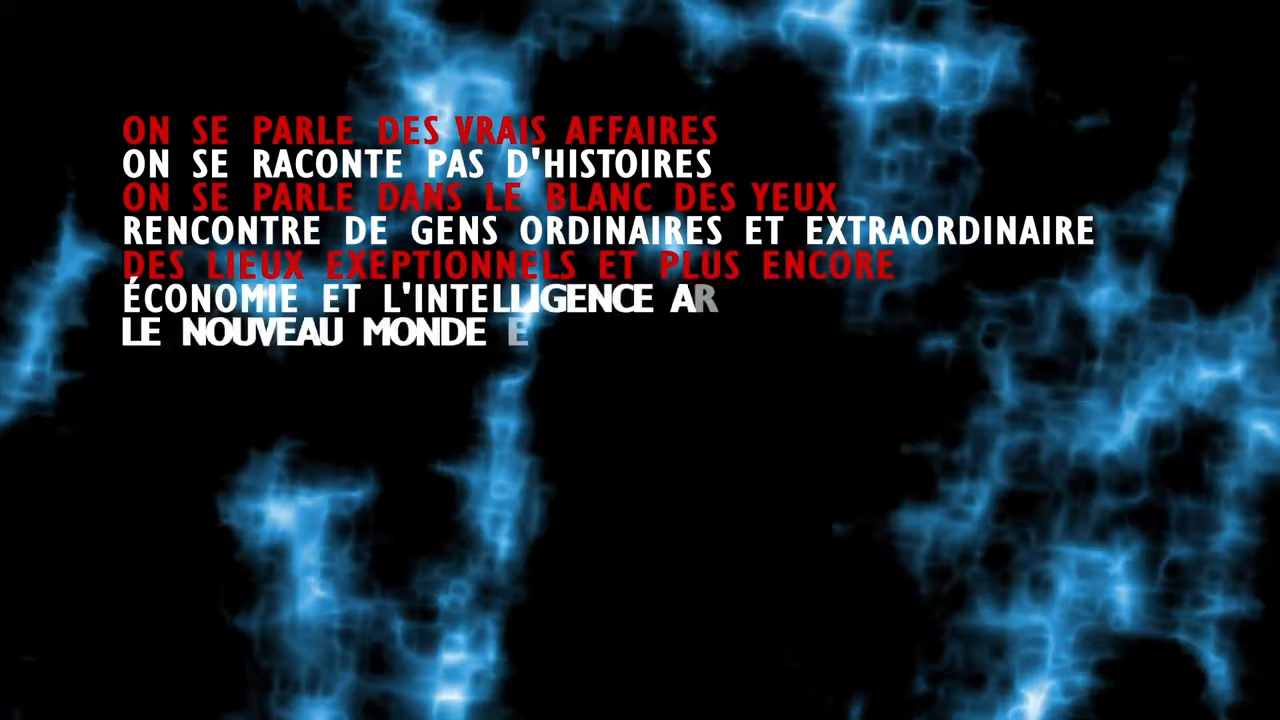 ON SE PARLE DES VRAIS AFFAIRES
ON SE RACONTE PAS D'HISTOIRES
ON SE PARLE DANS LE BLANC DES YEUX
RENCONTRE DE GENS ORDINAIRES ET EXTRAORDINAIRE
DES LIEUX EXEPTIONNELS ET PLUS ENCORE
ÉCONOMIE ET L'INTELLIGENCE AR
LE NOUVEAU MONDE E